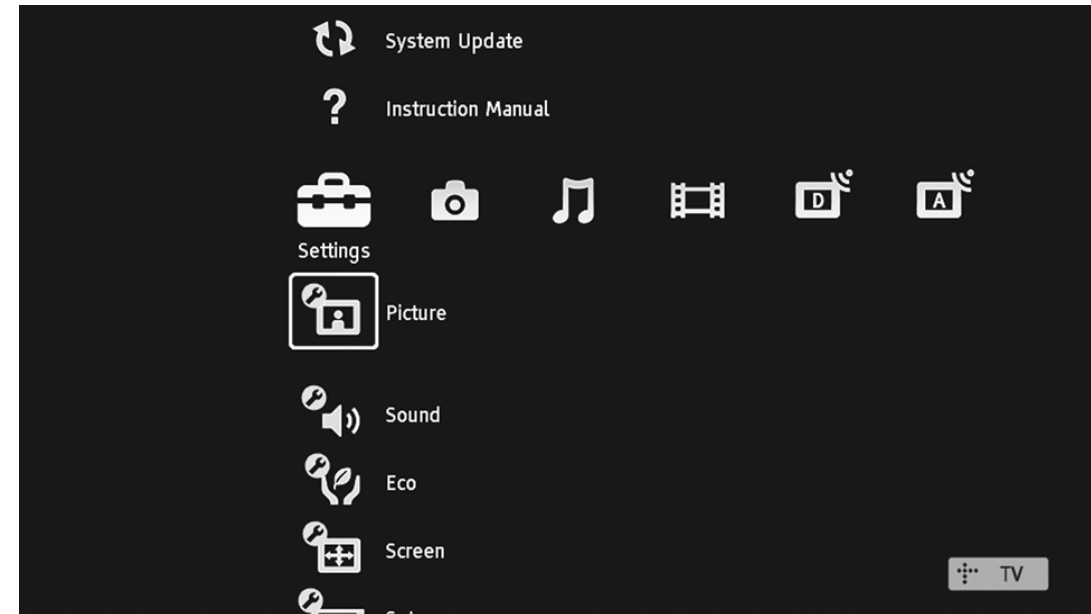 System Update
?
Instruction Manual
D
A
Settings
Picture
Sound
Eco
Screen
TV